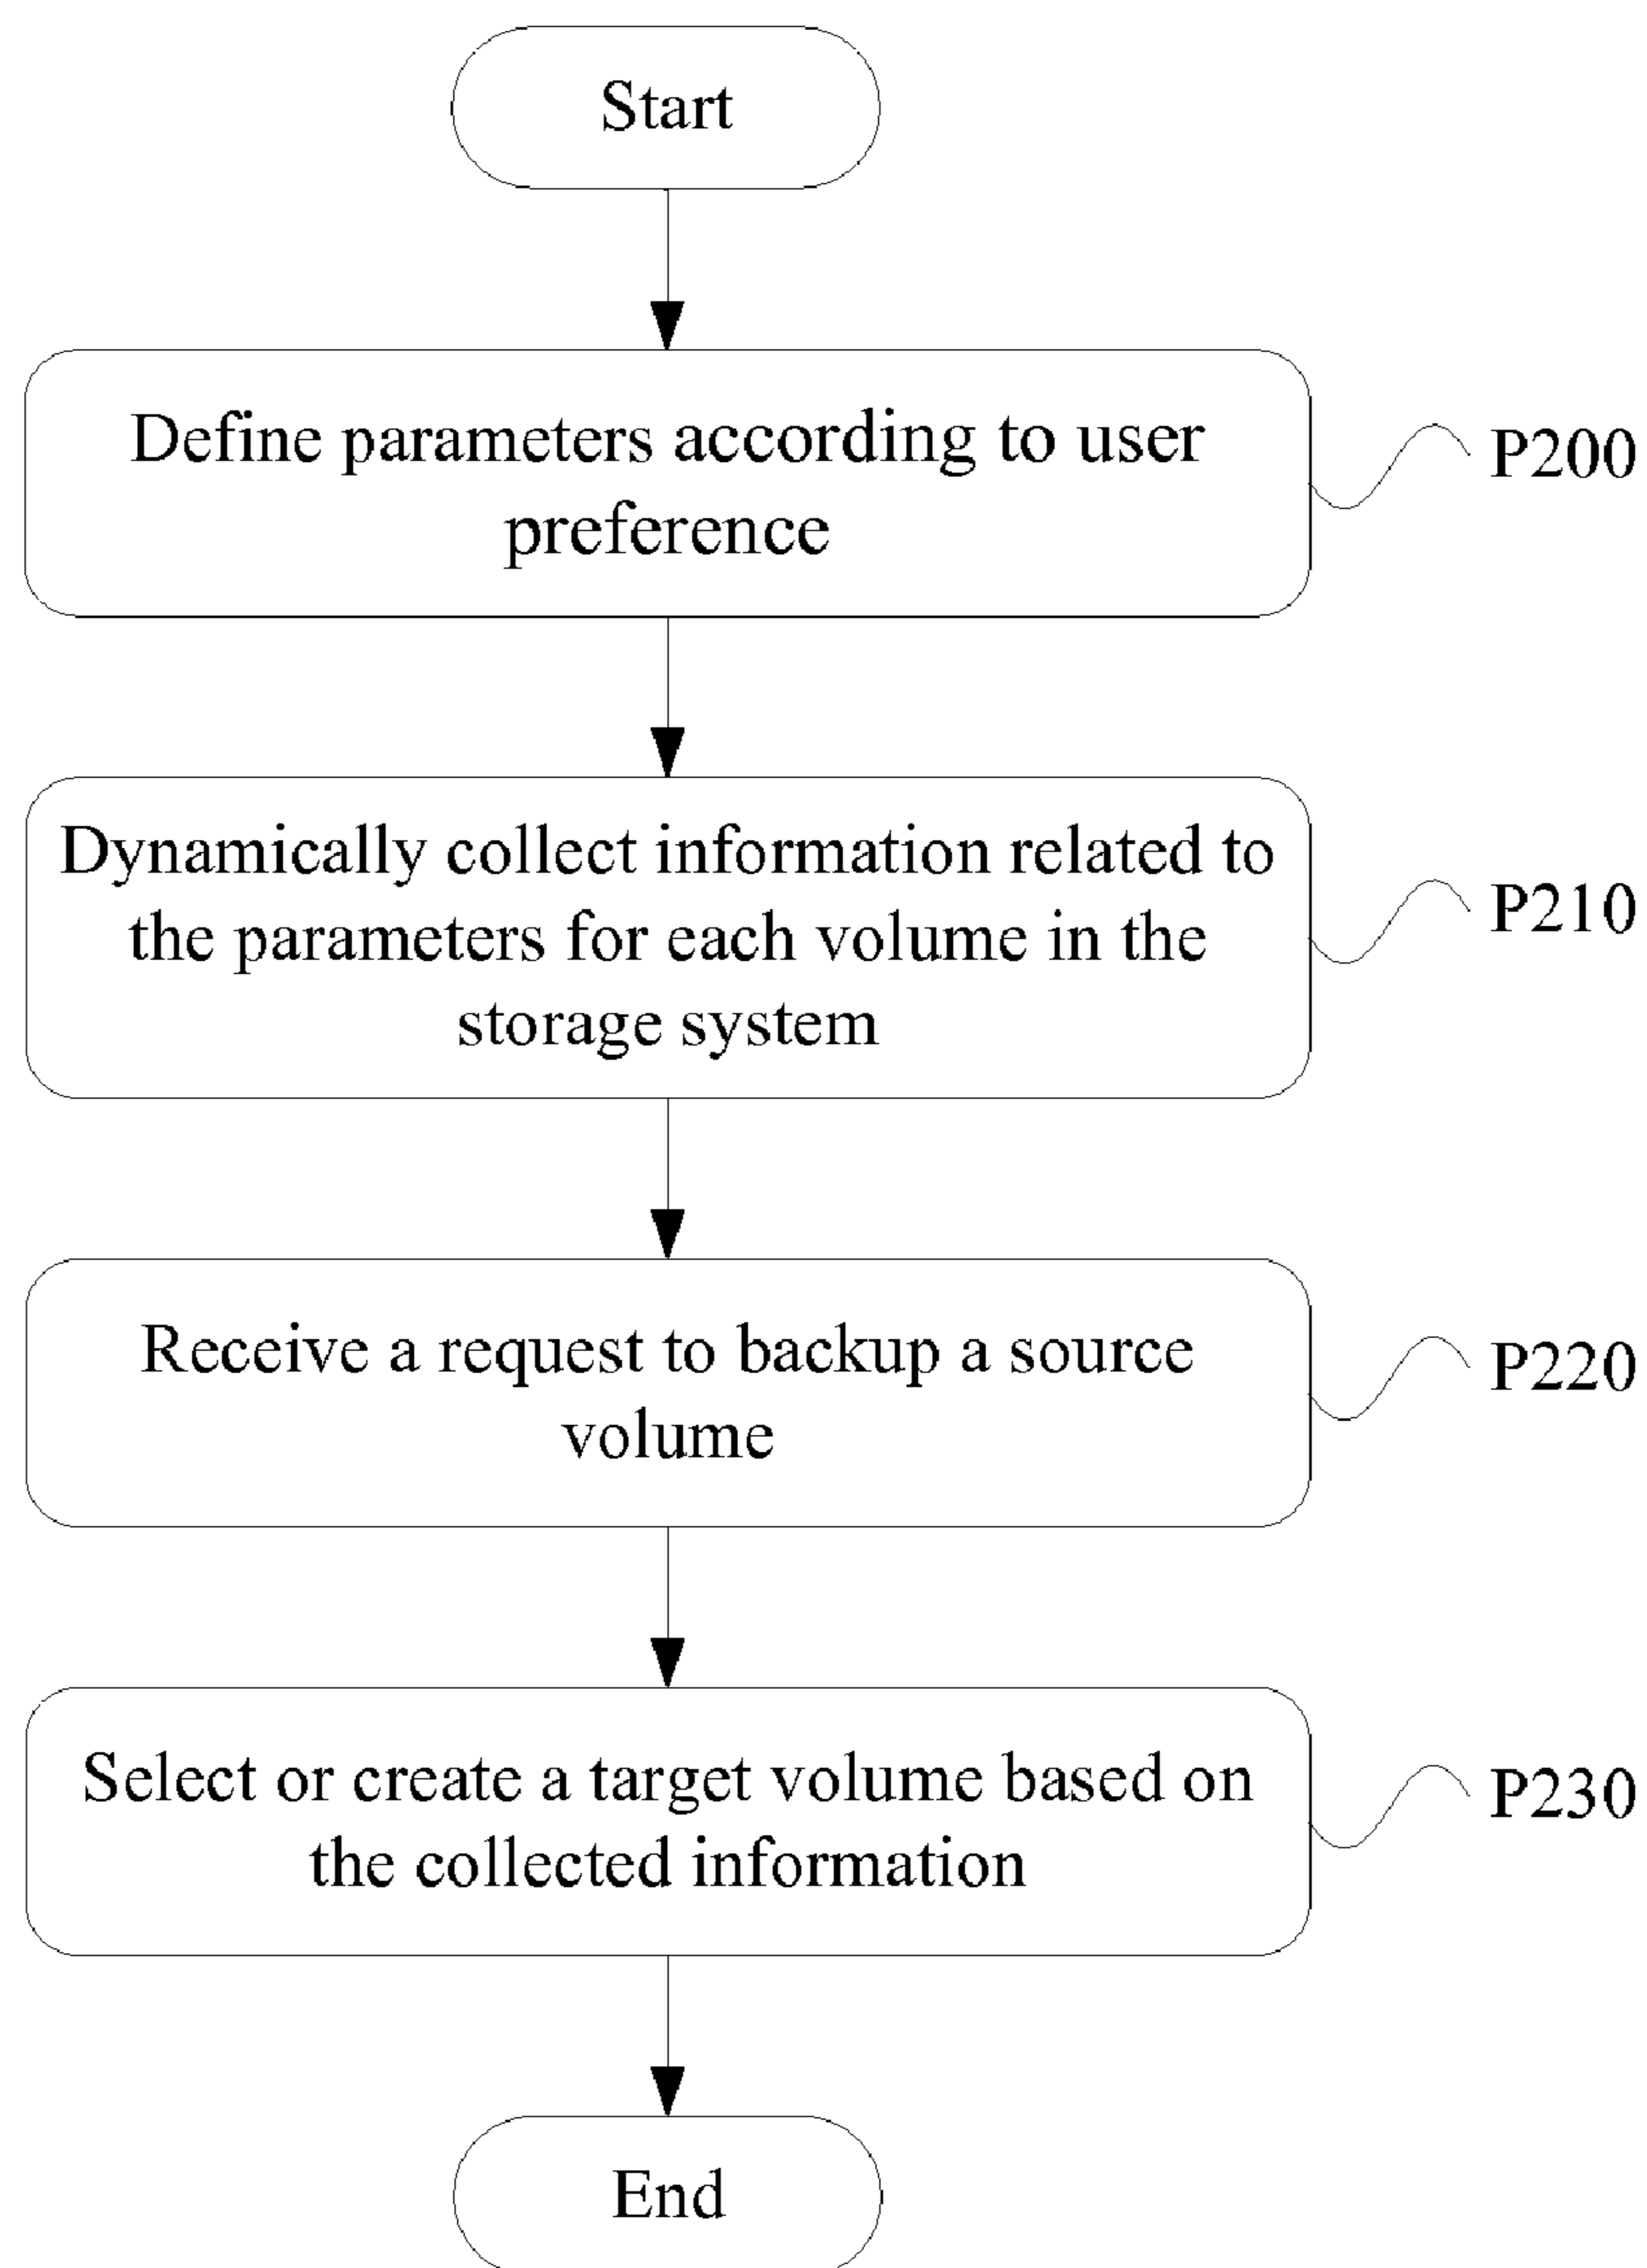 Start
Define parameters according to user
preference
P200
Dynamically collect information related to
the parameters for each volume in the
storage system
P210
Receive a request to backup a source
volume
P220
Select or create a target volume based on
the collected information
P230
End